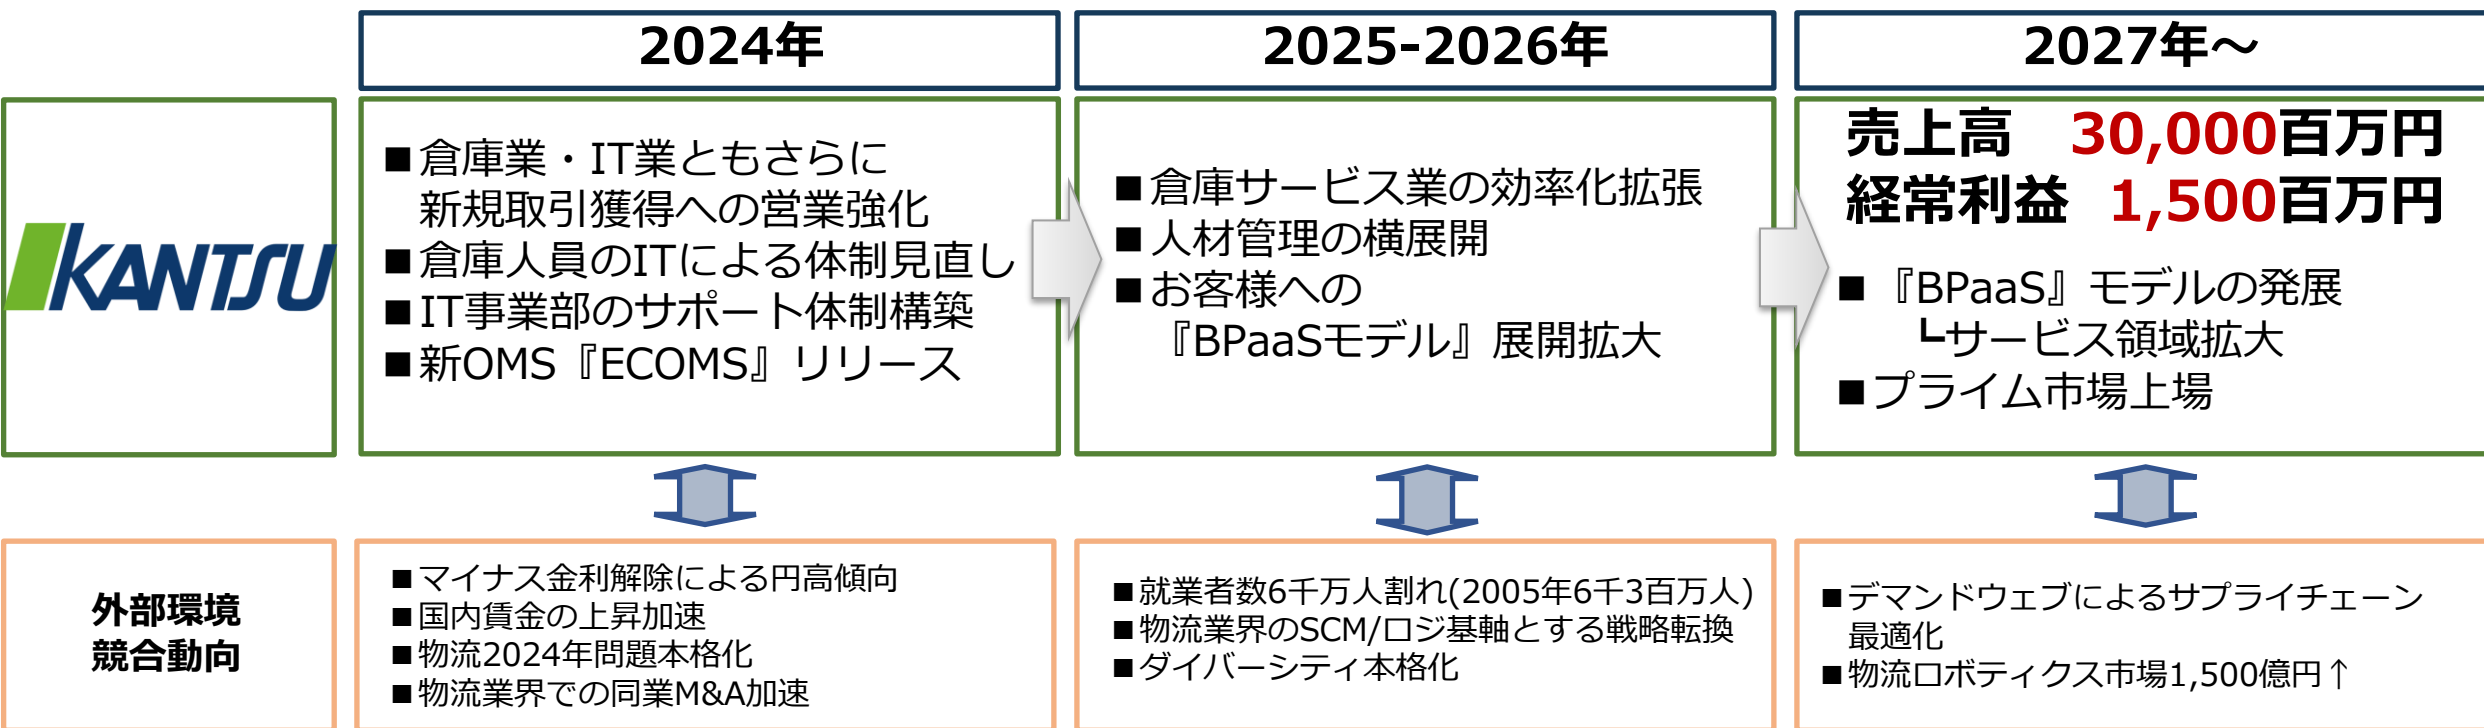 2024年
2025-2026年
2027年～
KANTSU
■倉庫業・IT業ともさらに
新規取引獲得への営業強化
■倉庫人員のITによる体制見直し
■IT事業部のサポート体制構築
■新OMS『ECOMS』リリース
■倉庫サービス業の効率化拡張
■人材管理の横展開
■お客様への
『BPaaSモデル』展開拡大
売上高　30,000百万円
経常利益　1,500百万円
■『BPaaS』モデルの発展
┗サービス領域拡大
■プライム市場上場
外部環境
競合動向
■マイナス金利解除による円高傾向
■国内賃金の上昇加速
■物流2024年問題本格化
■物流業界での同業M&A加速
■就業者数6千万人割れ(2005年6千3百万人)
■物流業界のSCM/ロジ基軸とする戦略転換
■ダイバーシティ本格化
■デマンドウェブによるサプライチェーン
最適化
■物流ロボティクス市場1,500億円↑